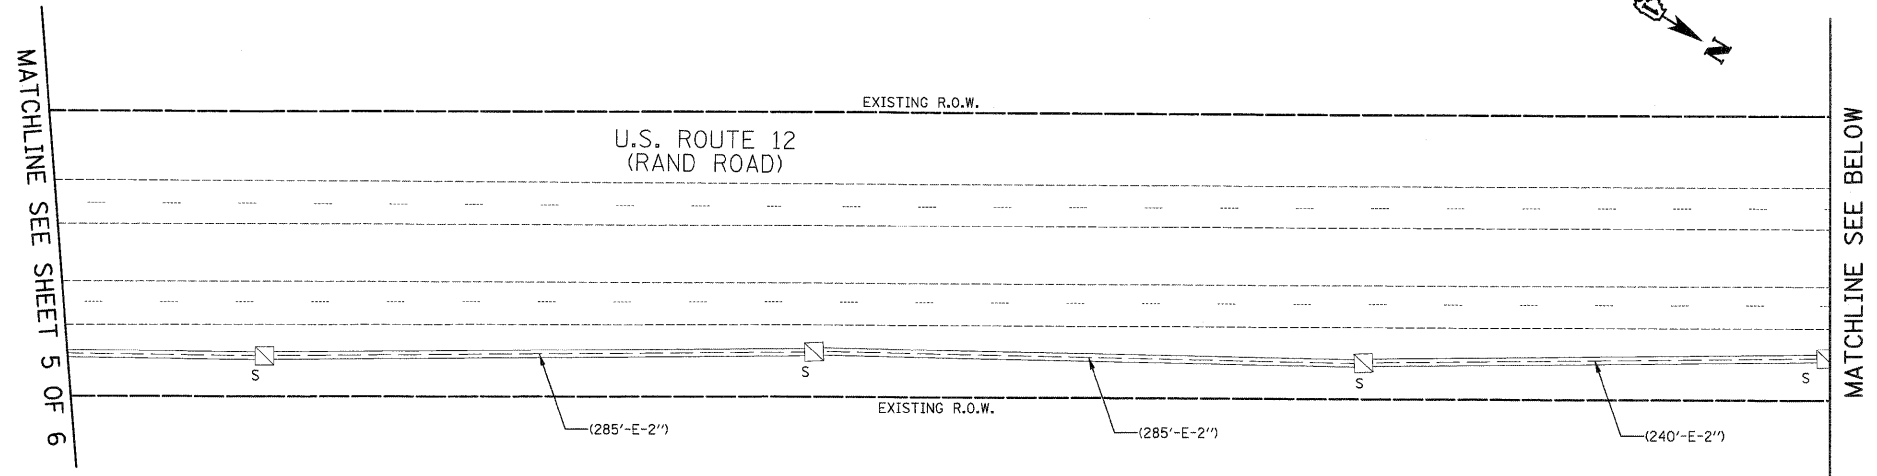 N
MATCHLINE SEE SHEET 5 OF 6
EXISTING R.O.W.
U.S. ROUTE 12
(RAND ROAD)
MATCHLINE SEE BELOW
S
S
S
S
EXISTING R.O.W.
(285'-E-2")
(285'-E-2")
(240'-E-2")